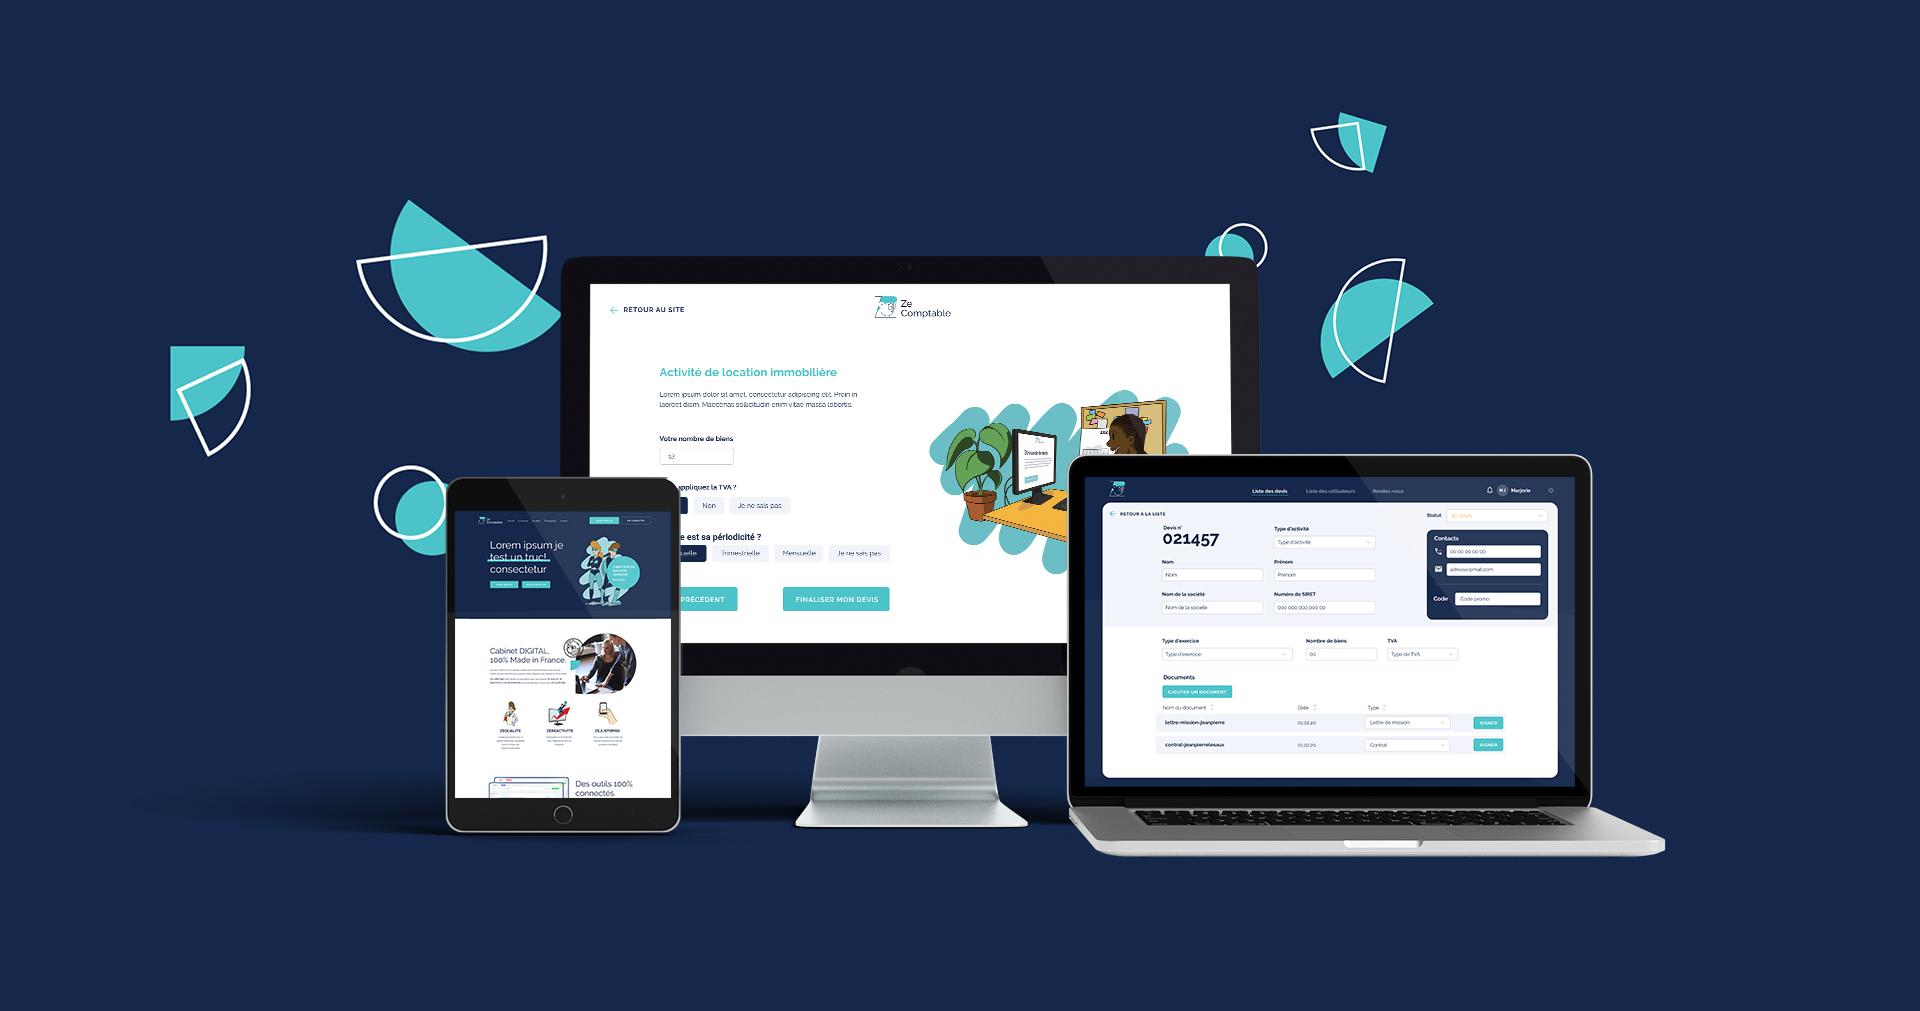 RETOUR AU SITE
Ze
Comptable
Activité de location immobilière
Lorem ipsum dolor sit amet, consectetur adipiscing elit. Proin in
laoreet diam. Maecenas sollicitudin enim vitae massa lobortis.
Votre nombre de biens
12
appliquez la TVA ?
Non
Je ne sais pas
e est sa périodicité ?
uelle
Trimestrielle
Mensuelle
Je ne sais pas
PRÉCÉDENT
FINALISER MON DEVIS
Lorem ipsum je
test un truc!
consectetur
Cabinet DIGITAL,
100% Made in France.
ZEQUALITE
ZEREACTIVITE
Des outils 100%
connectés.
Liste des devis
Liste des utilisateurs
Rendez-vous
MJ
Marjorie
RETOUR A LA LISTE
Statut
En cours
Devis n°
021457
Type d'activité
Type d'activité
Nom
Nom
Prénom
Prénom
Nom de la société
Nom de la société
Numéro de SIRET
000 000 000 000 00
Contacts
00 00 00 00 00
adresse@mail.com
Code
Code promo
Type d'exercice
Type d'exercice
Nombre de biens
00
TVA
Type de TVA
Documents
AJOUTER UN DOCUMENT
Nom du document
Date
Type
lettre-mission-jeanpierre
01.02.20
Lettre de mission
SIGNER
contrat-jeanpierrelesaux
01.02.20
Contrat
SIGNER